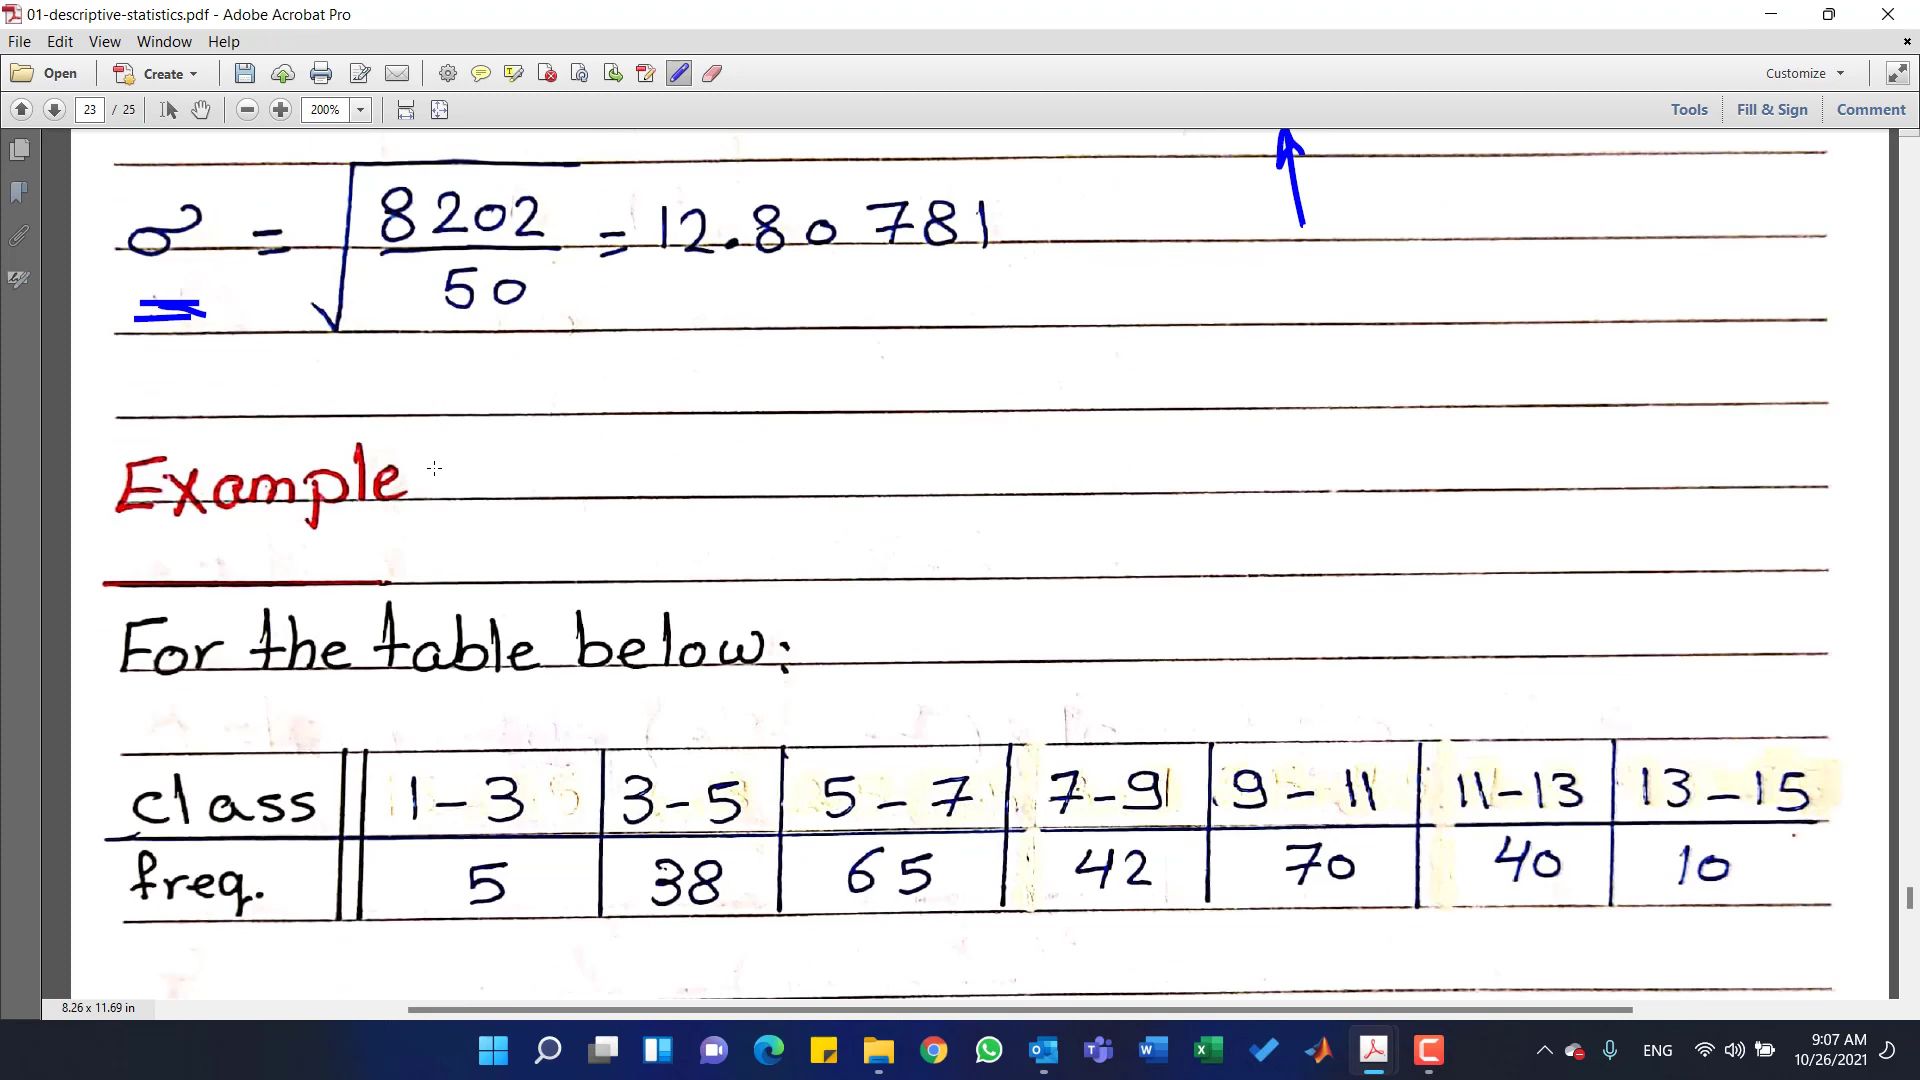 01-descriptive-statistics.pdf - Adobe Acrobat Pro
File Edit View Window Help
Open Create Customize
23 / 25 200% Tools Fill & Sign Comment
σ = √ 8202 / 50 = 12.80781
Example
For the table below:
class 1-3 3-5 5-7 7-9 9-11 11-13 13-15
freq. 5 38 65 42 70 40 10
8.26 x 11.69 in
ENG 9:07 AM
10/26/2021